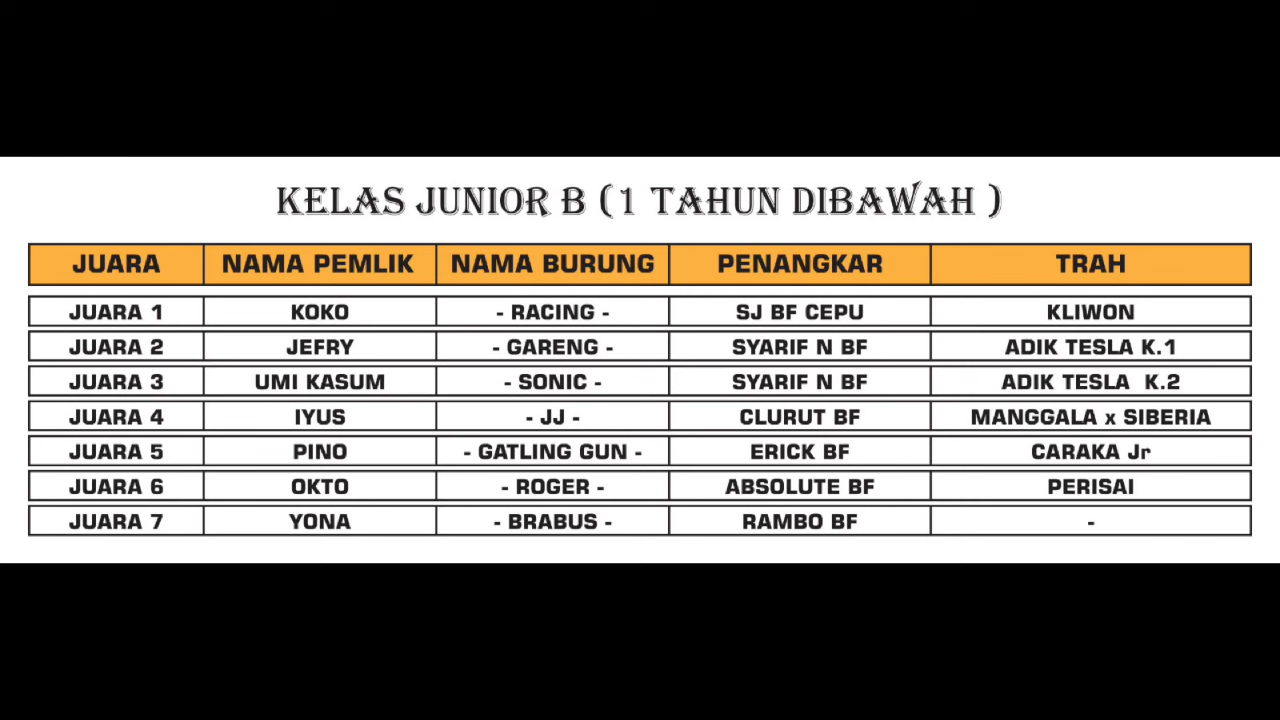 KELAS JUNIOR B ( 1 TAHUN DIBAWAH )
JUARA NAMA PEMLIK NAMA BURUNG PENANGKAR TRAH
JUARA 1 KOKO - RACING - SJ BF CEPU KLIWON
JUARA 2 JEFRY - GARENG - SYARIF N BF ADIK TESLA K.1
JUARA 3 UMI KASUM - SONIC - SYARIF N BF ADIK TESLA K.2
JUARA 4 IYUS - JJ - CLURUT BF MANGGALA x SIBERIA
JUARA 5 PINO - GATLING GUN - ERICK BF CARAKA Jr
JUARA 6 OKTO - ROGER - ABSOLUTE BF PERISAI
JUARA 7 YONA - BRABUS - RAMBO BF -